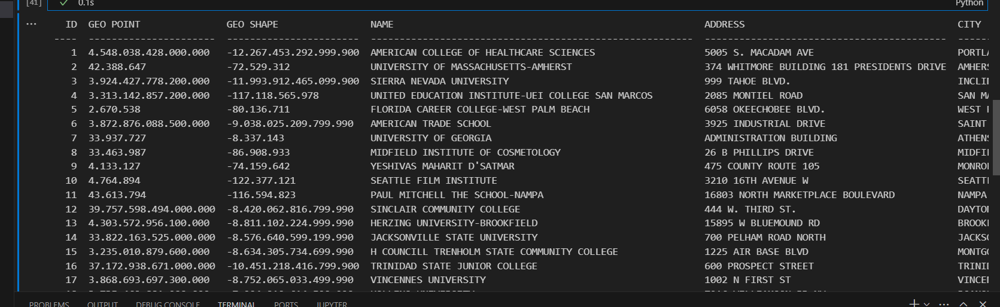 [41] ✓ 0.1s Python
... ID GEO POINT GEO SHAPE NAME ADDRESS CITY
---- ---------------------- ----------------------- -------------------------------------------------------- ------------------------------------------ ------
1 4.548.038.428.000.000 -12.267.453.292.999.900 AMERICAN COLLEGE OF HEALTHCARE SCIENCES 5005 S. MACADAM AVE PORTL
2 42.388.647 -72.529.312 UNIVERSITY OF MASSACHUSETTS-AMHERST 374 WHITMORE BUILDING 181 PRESIDENTS DRIVE AMHER
3 3.924.427.778.200.000 -11.993.912.465.099.900 SIERRA NEVADA UNIVERSITY 999 TAHOE BLVD. INCLI
4 3.313.142.857.200.000 -117.118.565.978 UNITED EDUCATION INSTITUTE-UEI COLLEGE SAN MARCOS 2085 MONTIEL ROAD SAN M
5 2.670.538 -80.136.711 FLORIDA CAREER COLLEGE-WEST PALM BEACH 6058 OKEECHOBEE BLVD. WEST
6 3.872.876.088.500.000 -9.038.025.209.799.990 AMERICAN TRADE SCHOOL 3925 INDUSTRIAL DRIVE SAINT
7 33.937.727 -8.337.143 UNIVERSITY OF GEORGIA ADMINISTRATION BUILDING ATHEN
8 33.463.987 -86.908.933 MIDFIELD INSTITUTE OF COSMETOLOGY 26 B PHILLIPS DRIVE MIDFI
9 4.133.127 -74.159.642 YESHIVAS MAHARIT D'SATMAR 475 COUNTY ROUTE 105 MONRO
10 4.764.894 -122.377.121 SEATTLE FILM INSTITUTE 3210 16TH AVENUE W SEATT
11 43.613.794 -116.594.823 PAUL MITCHELL THE SCHOOL-NAMPA 16803 NORTH MARKETPLACE BOULEVARD NAMPA
12 39.757.598.494.000.000 -8.420.062.816.799.990 SINCLAIR COMMUNITY COLLEGE 444 W. THIRD ST. DAYTO
13 4.303.572.956.100.000 -8.811.102.224.999.990 HERZING UNIVERSITY-BROOKFIELD 15895 W BLUEMOUND RD BROOK
14 33.822.163.525.000.000 -8.576.640.599.199.990 JACKSONVILLE STATE UNIVERSITY 700 PELHAM ROAD NORTH JACKS
15 3.235.010.879.600.000 -8.634.305.734.699.990 H COUNCILL TRENHOLM STATE COMMUNITY COLLEGE 1225 AIR BASE BLVD MONTG
16 37.172.938.671.000.000 -10.451.218.416.799.990 TRINIDAD STATE JUNIOR COLLEGE 600 PROSPECT STREET TRINI
17 3.868.693.697.300.000 -8.752.065.033.499.990 VINCENNES UNIVERSITY 1002 N FIRST ST VINCE
PROBLEMS OUTPUT DEBUG CONSOLE TERMINAL PORTS JUPYTER